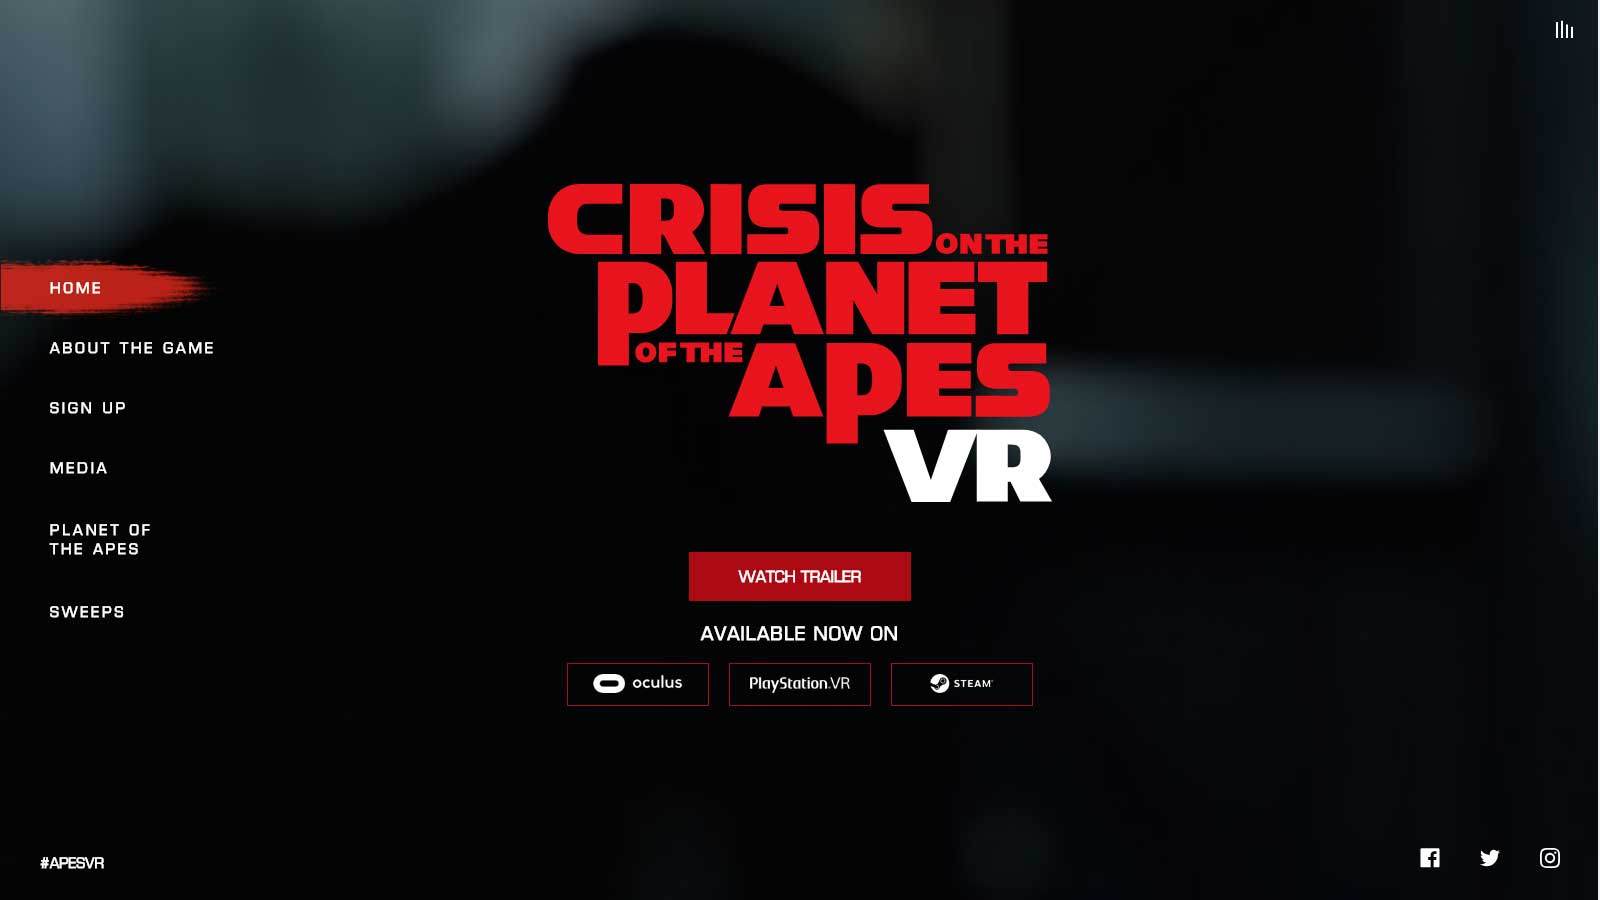 CRISIS ON THE
PLANET
OF THE APES
VR
HOME
ABOUT THE GAME
SIGN UP
MEDIA
PLANET OF
THE APES
SWEEPS
WATCH TRAILER
AVAILABLE NOW ON
oculus
PlayStation.VR
STEAM
#APESVR